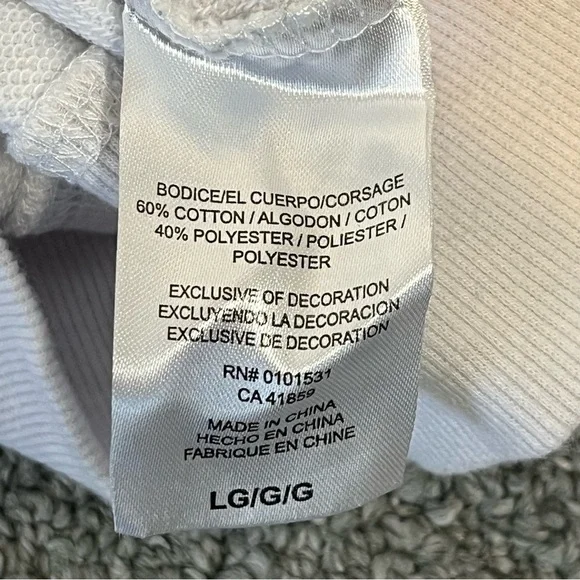 BODICE/EL CUERPO/CORSAGE
60% COTTON / ALGODON / COTON
40% POLYESTER / POLIESTER /
POLYESTER
EXCLUSIVE OF DECORATION
EXCLUYENDO LA DECORACION
EXCLUSIVE DE DECORATION
RN# 0101531
CA 41859
MADE IN CHINA
HECHO EN CHINA
FABRIQUE EN CHINE
LG/G/G